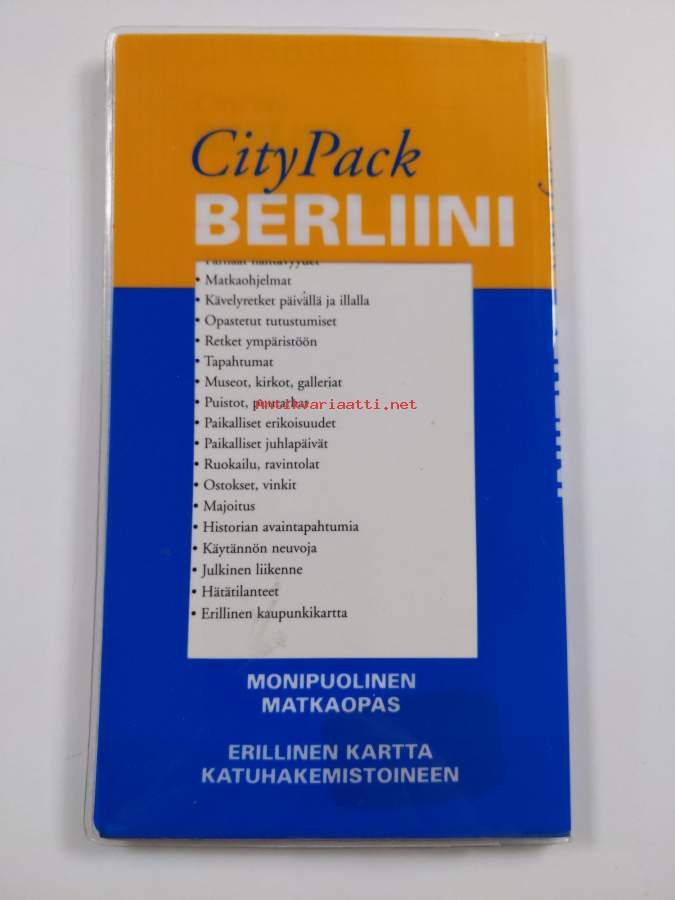 CityPack
BERLIINI
• Matkaohjelmat
• Kävelyretket päivällä ja illalla
• Opastetut tutustumiset
• Retket ympäristöön
• Tapahtumat
• Museot, kirkot, galleriat
• Puistot, puutarhat
Antikvariaatti.net
• Paikalliset erikoisuudet
• Paikalliset juhlapäivät
• Ruokailu, ravintolat
• Ostokset, vinkit
• Majoitus
• Historian avaintapahtumia
• Käytännön neuvoja
• Julkinen liikenne
• Hätätilanteet
• Erillinen kaupunkikartta
MONIPUOLINEN
MATKAOPAS
ERILLINEN KARTTA
KATUHAKEMISTOINEEN